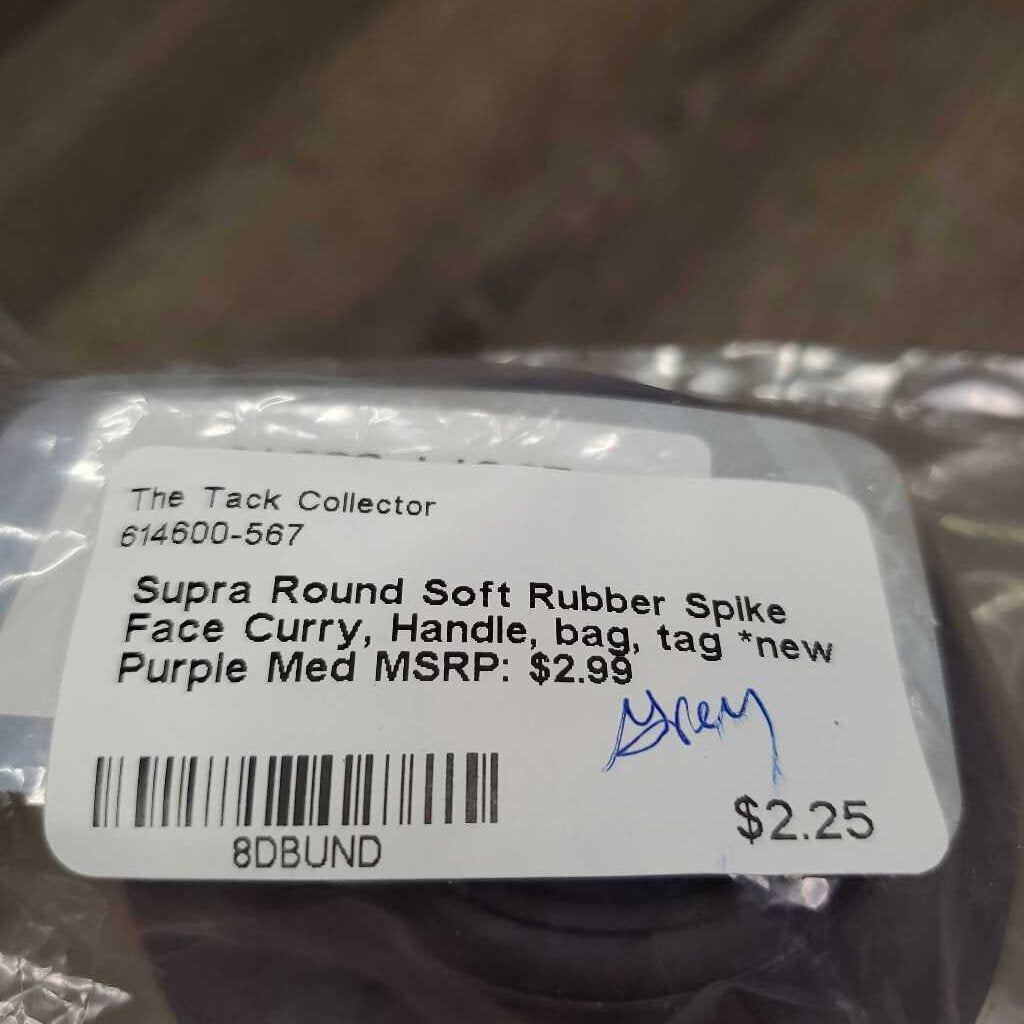 The Tack Collector
614600-567
Supra Round Soft Rubber Spike
Face Curry, Handle, bag, tag *new
Purple Med MSRP: $2.99
Grey
$2.25
8DBUND